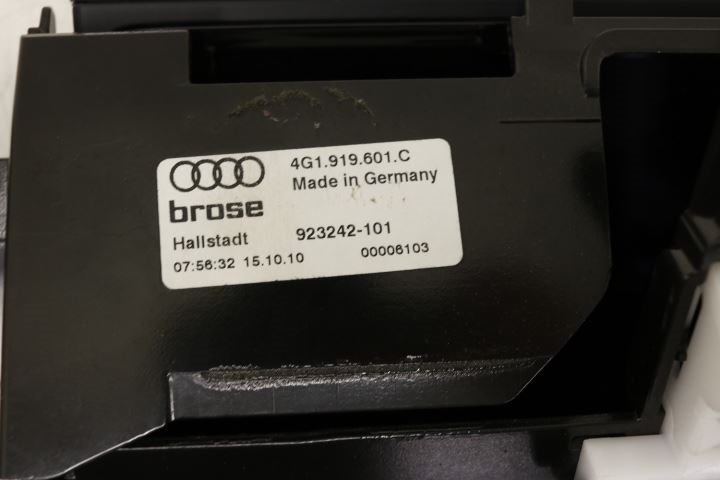 4G1.919.601.C
Made in Germany
brose
Hallstadt 923242-101
07:56:32 15.10.10 00006103